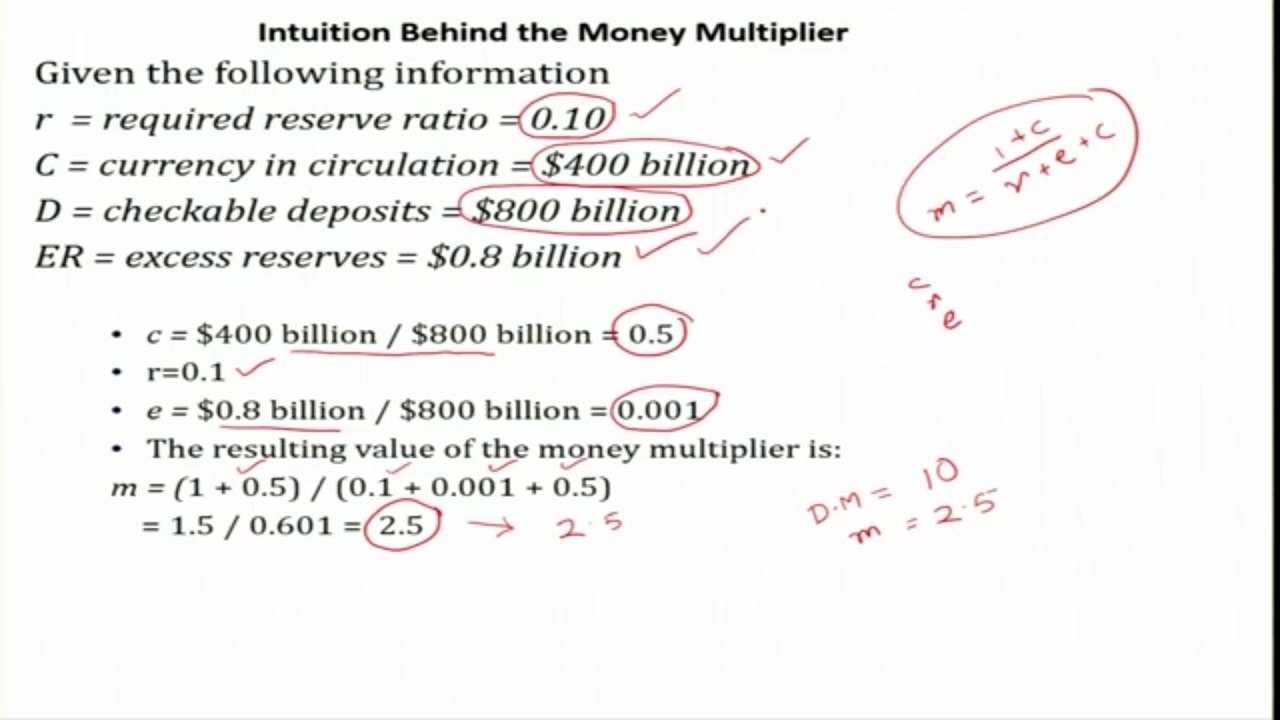 Intuition Behind the Money Multiplier
Given the following information
r = required reserve ratio = 0.10
C = currency in circulation = $400 billion
D = checkable deposits = $800 billion
ER = excess reserves = $0.8 billion
m = 1+c / r+e+c
c
r
e
• c = $400 billion / $800 billion = 0.5
• r=0.1
• e = $0.8 billion / $800 billion = 0.001
• The resulting value of the money multiplier is:
m = (1 + 0.5) / (0.1 + 0.001 + 0.5)
= 1.5 / 0.601 = 2.5 → 2.5
D.M = 10
m = 2.5